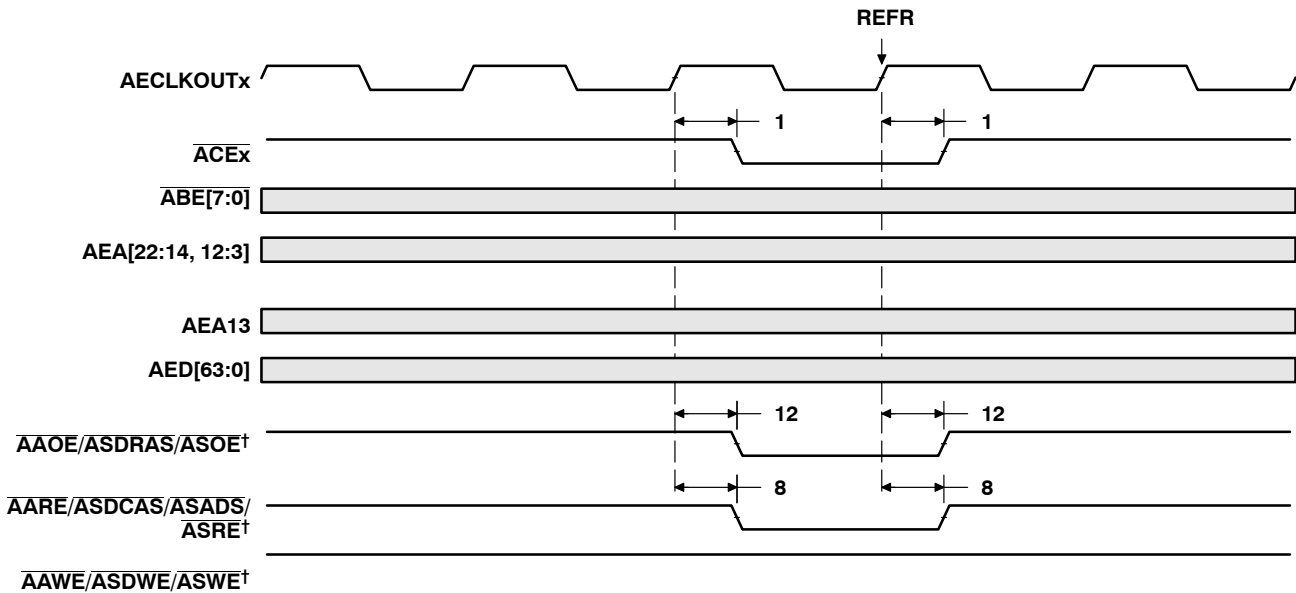 REFR
AECLKOUTx
1 1
ACEx
ABE[7:0]
AEA[22:14, 12:3]
AEA13
AED[63:0]
12 12
AAOE/ASDRAS/ASOE†
8 8
AARE/ASDCAS/ASADS/
ASRE†
AAWE/ASDWE/ASWE†